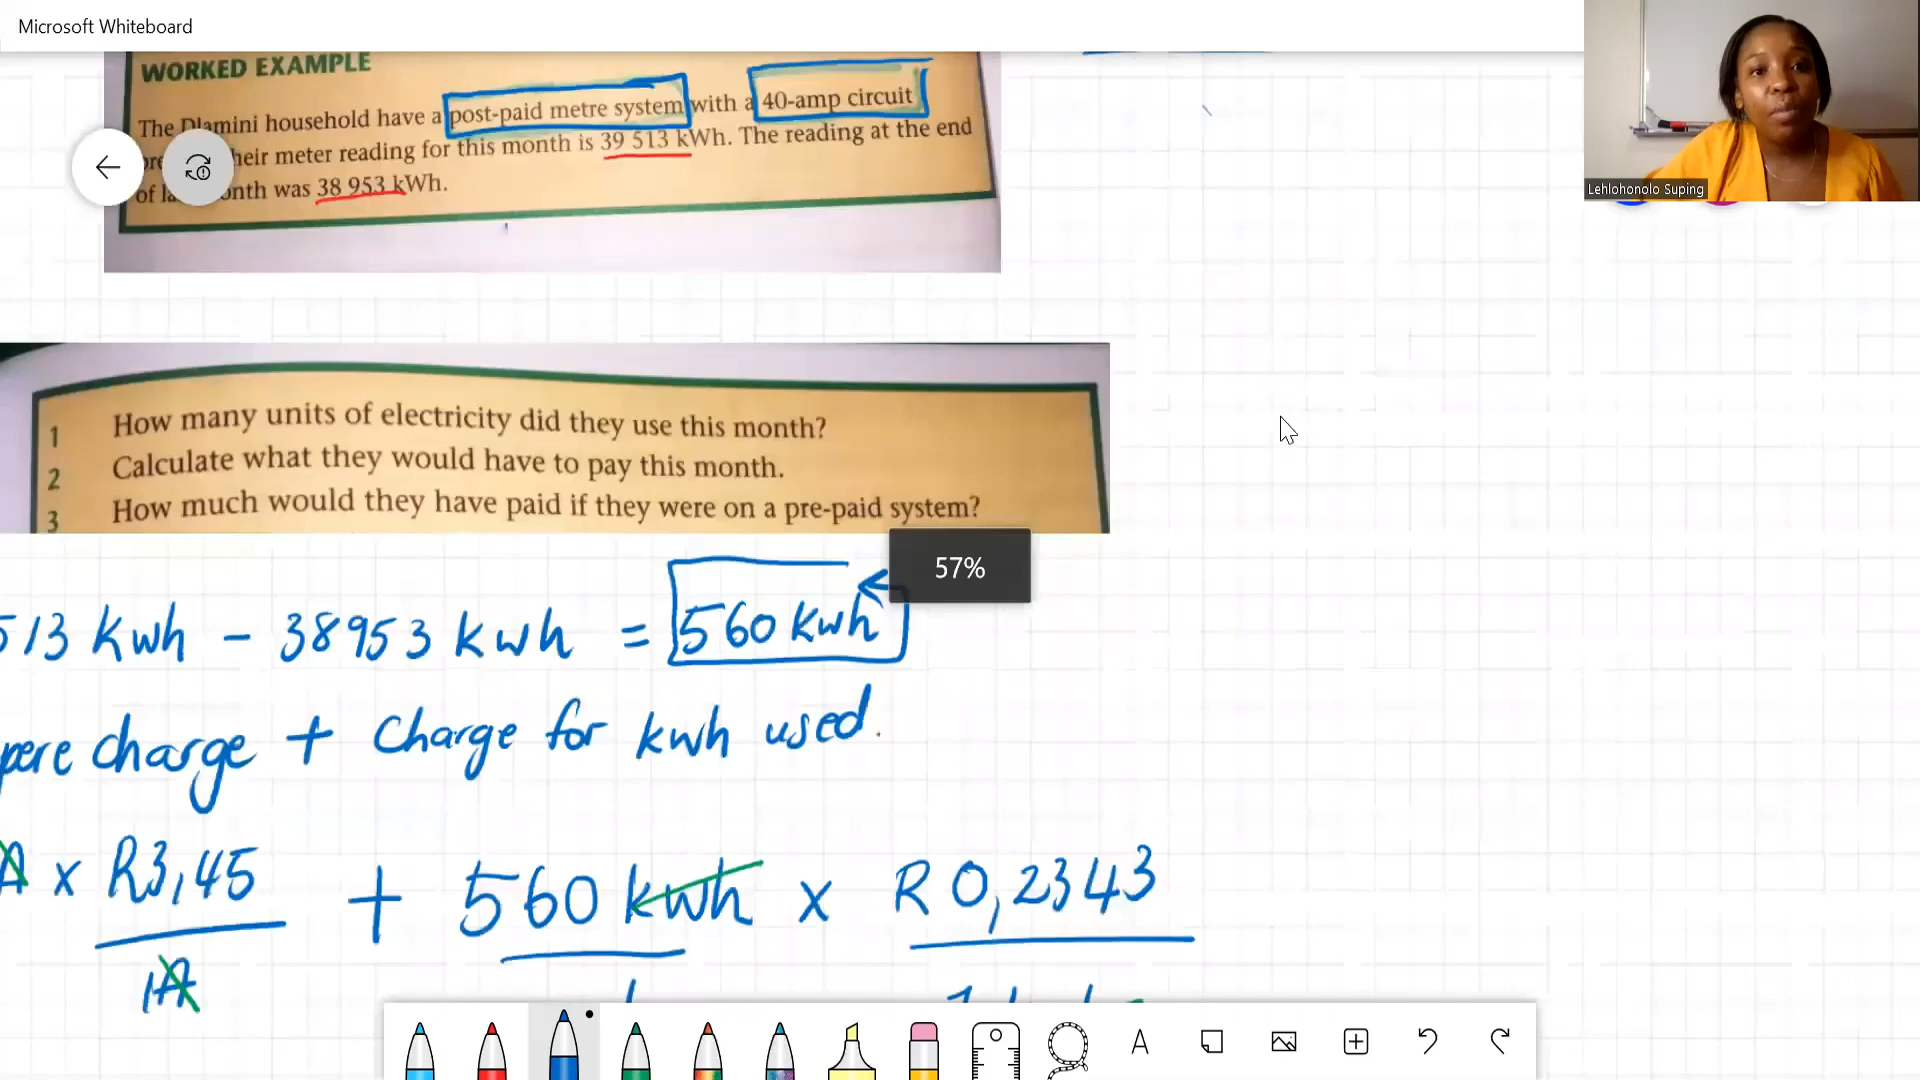 Microsoft Whiteboard
WORKED EXAMPLE
The Dlamini household have a post-paid metre system with a 40-amp circuit
heir meter reading for this month is 39 513 kWh. The reading at the end
of la onth was 38 953 kWh.
Lehlohonolo Suping
1 How many units of electricity did they use this month?
2 Calculate what they would have to pay this month.
3 How much would they have paid if they were on a pre-paid system?
57%
513 kwh - 38953 kwh = 560 kwh
pere charge + Charge for kwh used.
A x R3,45 + 560 kwh x R 0,2343
1A